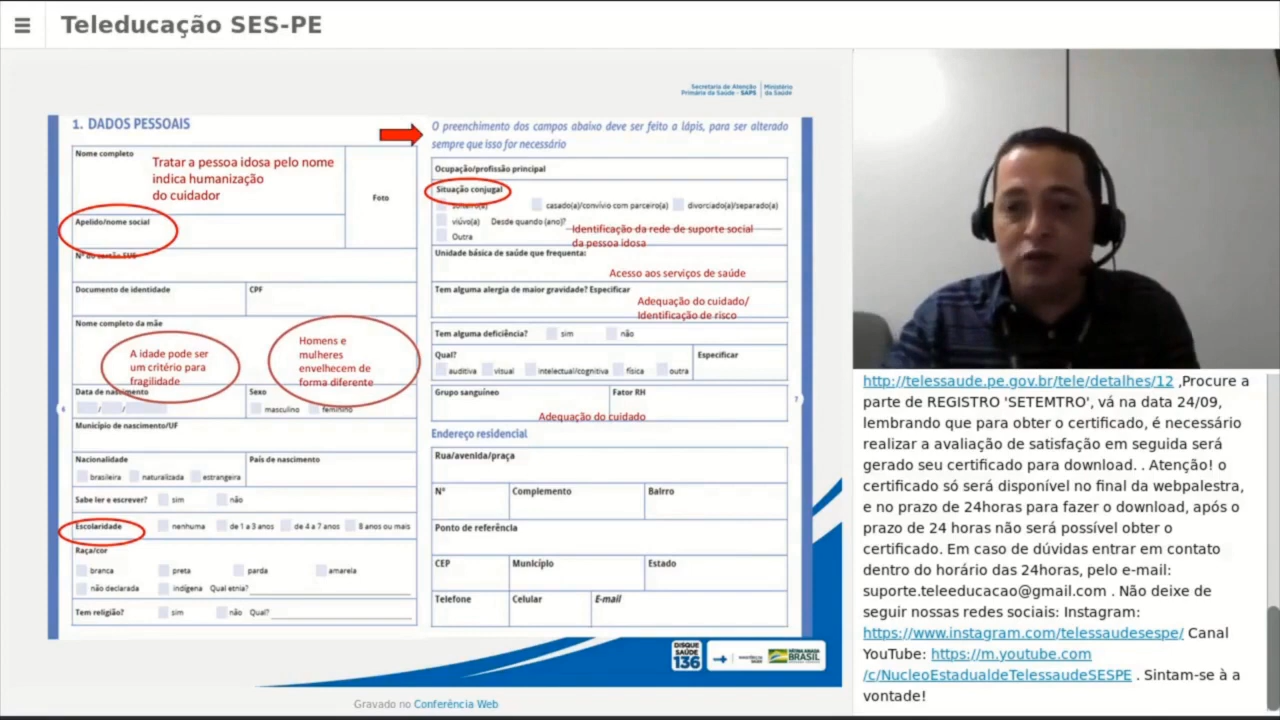 Teleducação SES-PE
Secretaria de Atenção
Primária da Saúde - SAPS
Ministério
da Saúde
1. DADOS PESSOAIS
Nome completo
Tratar a pessoa idosa pelo nome
indica humanização
do cuidador
Foto
Apelido/nome social
Nº do cartão SUS
Documento de identidade
CPF
Nome completo da mãe
A idade pode ser
um critério para
fragilidade
Homens e
mulheres
envelhecem de
forma diferente
Data de nascimento
Sexo
/ /
masculino feminino
6
Município de nascimento/UF
Nacionalidade
País de nascimento
brasileira naturalizada estrangeira
Sabe ler e escrever? sim não
Escolaridade nenhuma de 1 a 3 anos de 4 a 7 anos 8 anos ou mais
Raça/cor
branca preta parda amarela
não declarada indígena Qual etnia?
Tem religião? sim não Qual?
O preenchimento dos campos abaixo deve ser feito a lápis, para ser alterado
sempre que isso for necessário
Ocupação/profissão principal
Situação conjugal
solteiro(a) casado(a)/convívio com parceiro(a) divorciado(a)/separado(a)
viúvo(a) Desde quando (ano)?
Outra
Identificação da rede de suporte social
da pessoa idosa
Unidade básica de saúde que frequenta:
Acesso aos serviços de saúde
Tem alguma alergia de maior gravidade? Especificar
Adequação do cuidado/
Identificação de risco
Tem alguma deficiência? sim não
Qual?
Especificar
auditiva visual intelectual/cognitiva física outra
Grupo sanguíneo
Fator RH
7
Adequação do cuidado
Endereço residencial
Rua/avenida/praça
Nº
Complemento
Bairro
Ponto de referência
CEP
Município
Estado
Telefone
Celular
E-mail
DISQUE
SAÚDE
136
PÁTRIA AMADA
BRASIL
Gravado no Conferência Web
http://telessaude.pe.gov.br/tele/detalhes/12 ,Procure a
parte de REGISTRO 'SETEMTRO', vá na data 24/09,
lembrando que para obter o certificado, é necessário
realizar a avaliação de satisfação em seguida será
gerado seu certificado para download. . Atenção! o
certificado só será disponível no final da webpalestra,
e no prazo de 24horas para fazer o download, após o
prazo de 24 horas não será possível obter o
certificado. Em caso de dúvidas entrar em contato
dentro do horário das 24horas, pelo e-mail:
suporte.teleeducacao@gmail.com . Não deixe de
seguir nossas redes sociais: Instagram:
https://www.instagram.com/telessaudesespe/ Canal
YouTube: https://m.youtube.com
/c/NucleoEstadualdeTelessaudeSESPE . Sintam-se à a
vontade!